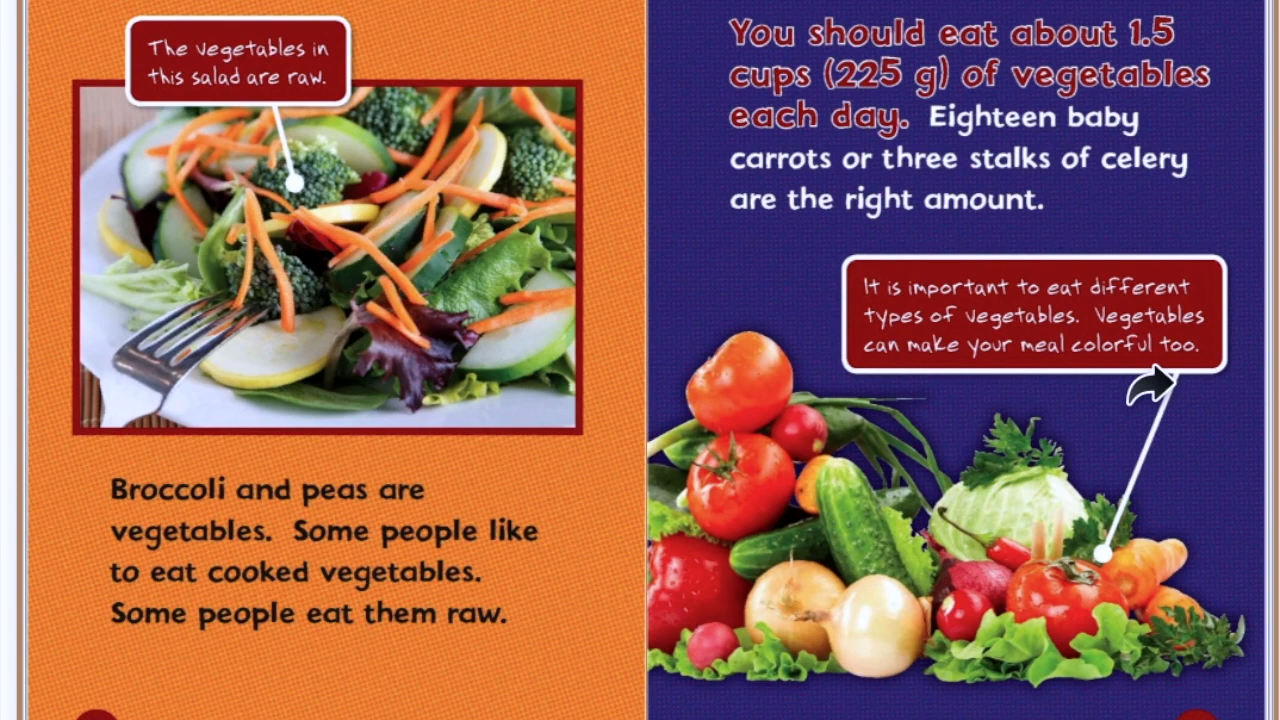 The vegetables in
this salad are raw.
Broccoli and peas are
vegetables. Some people like
to eat cooked vegetables.
Some people eat them raw.
You should eat about 1.5
cups (225 g) of vegetables
each day. Eighteen baby
carrots or three stalks of celery
are the right amount.
It is important to eat different
types of vegetables. Vegetables
can make your meal colorful too.